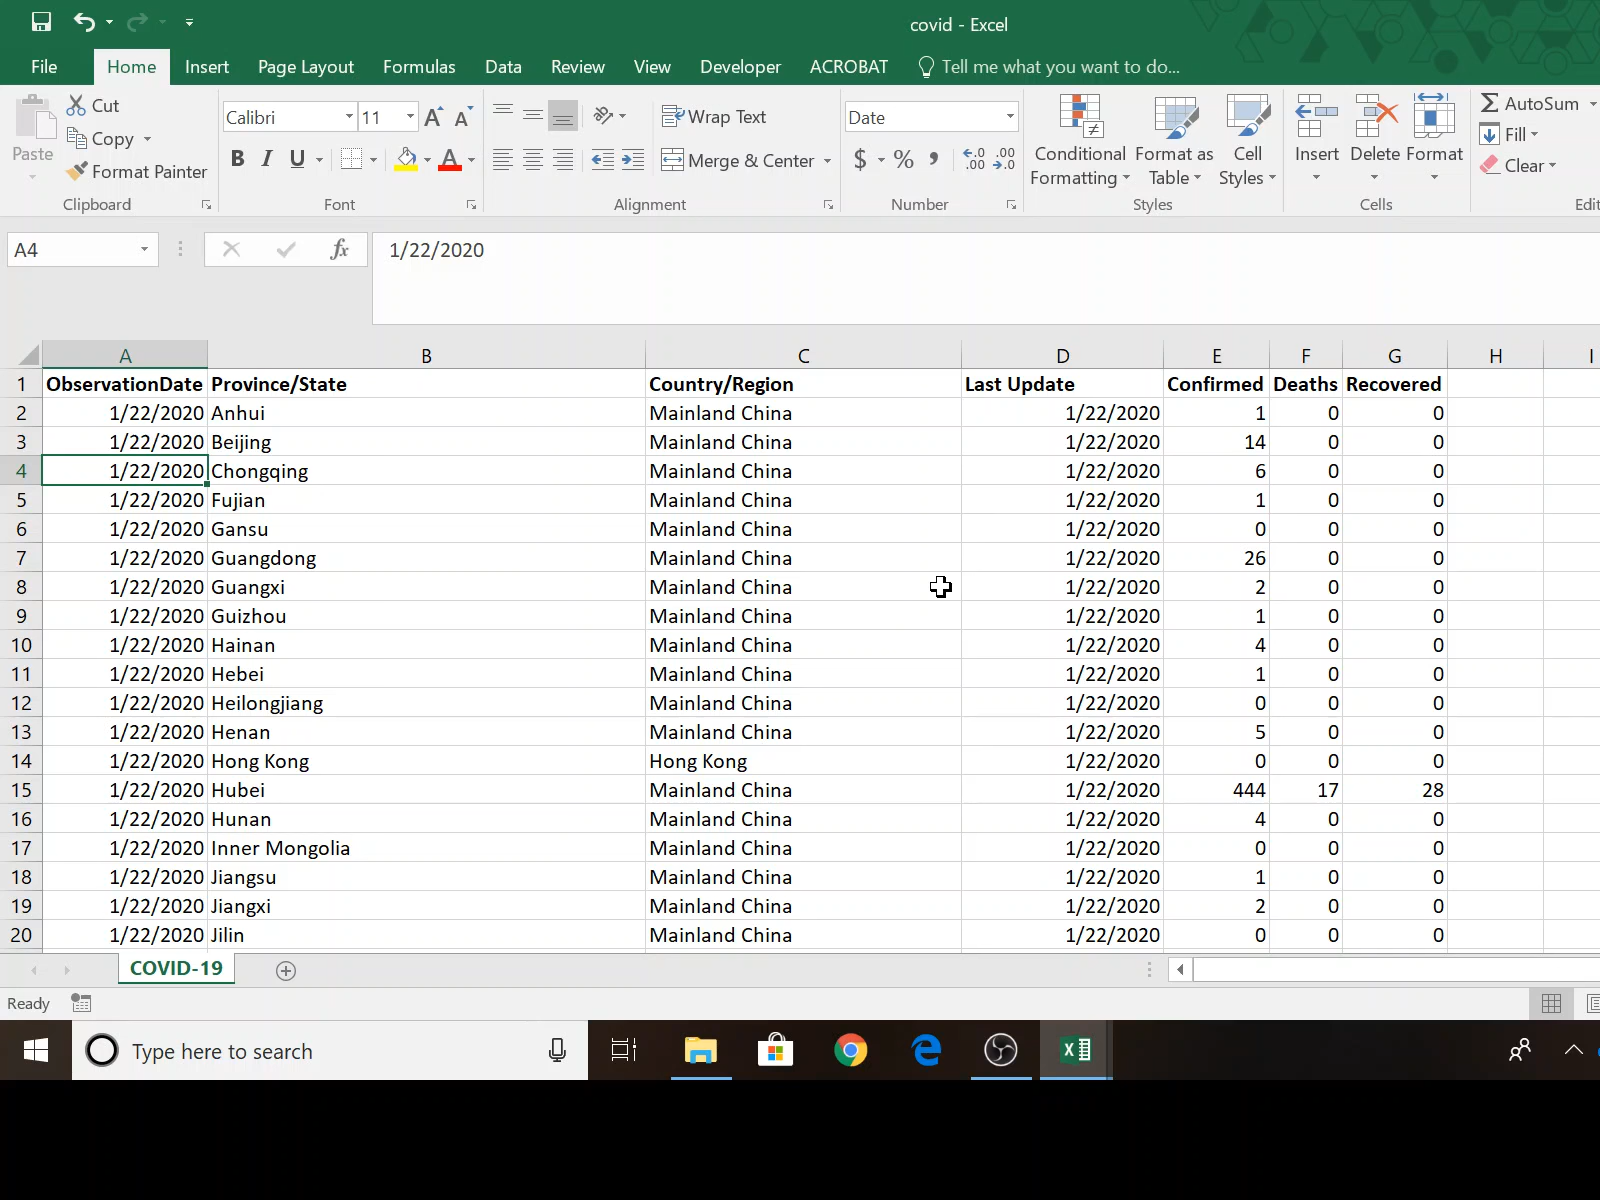 covid - Excel
File Home Insert Page Layout Formulas Data Review View Developer ACROBAT Tell me what you want to do...
Paste Cut Copy Format Painter
Clipboard
Calibri 11 A A
B I U A
Font
Wrap Text
Merge & Center
Alignment
Date
$ % , .0 .00 .00 .0
Number
Conditional Formatting Format as Table Cell Styles
Styles
Insert Delete Format
Cells
AutoSum
Fill
Clear
Edit
A4 fx 1/22/2020
A B C D E F G H I
1 ObservationDate Province/State Country/Region Last Update Confirmed Deaths Recovered
2 1/22/2020 Anhui Mainland China 1/22/2020 1 0 0
3 1/22/2020 Beijing Mainland China 1/22/2020 14 0 0
4 1/22/2020 Chongqing Mainland China 1/22/2020 6 0 0
5 1/22/2020 Fujian Mainland China 1/22/2020 1 0 0
6 1/22/2020 Gansu Mainland China 1/22/2020 0 0 0
7 1/22/2020 Guangdong Mainland China 1/22/2020 26 0 0
8 1/22/2020 Guangxi Mainland China 1/22/2020 2 0 0
9 1/22/2020 Guizhou Mainland China 1/22/2020 1 0 0
10 1/22/2020 Hainan Mainland China 1/22/2020 4 0 0
11 1/22/2020 Hebei Mainland China 1/22/2020 1 0 0
12 1/22/2020 Heilongjiang Mainland China 1/22/2020 0 0 0
13 1/22/2020 Henan Mainland China 1/22/2020 5 0 0
14 1/22/2020 Hong Kong Hong Kong 1/22/2020 0 0 0
15 1/22/2020 Hubei Mainland China 1/22/2020 444 17 28
16 1/22/2020 Hunan Mainland China 1/22/2020 4 0 0
17 1/22/2020 Inner Mongolia Mainland China 1/22/2020 0 0 0
18 1/22/2020 Jiangsu Mainland China 1/22/2020 1 0 0
19 1/22/2020 Jiangxi Mainland China 1/22/2020 2 0 0
20 1/22/2020 Jilin Mainland China 1/22/2020 0 0 0
COVID-19
Ready
Type here to search